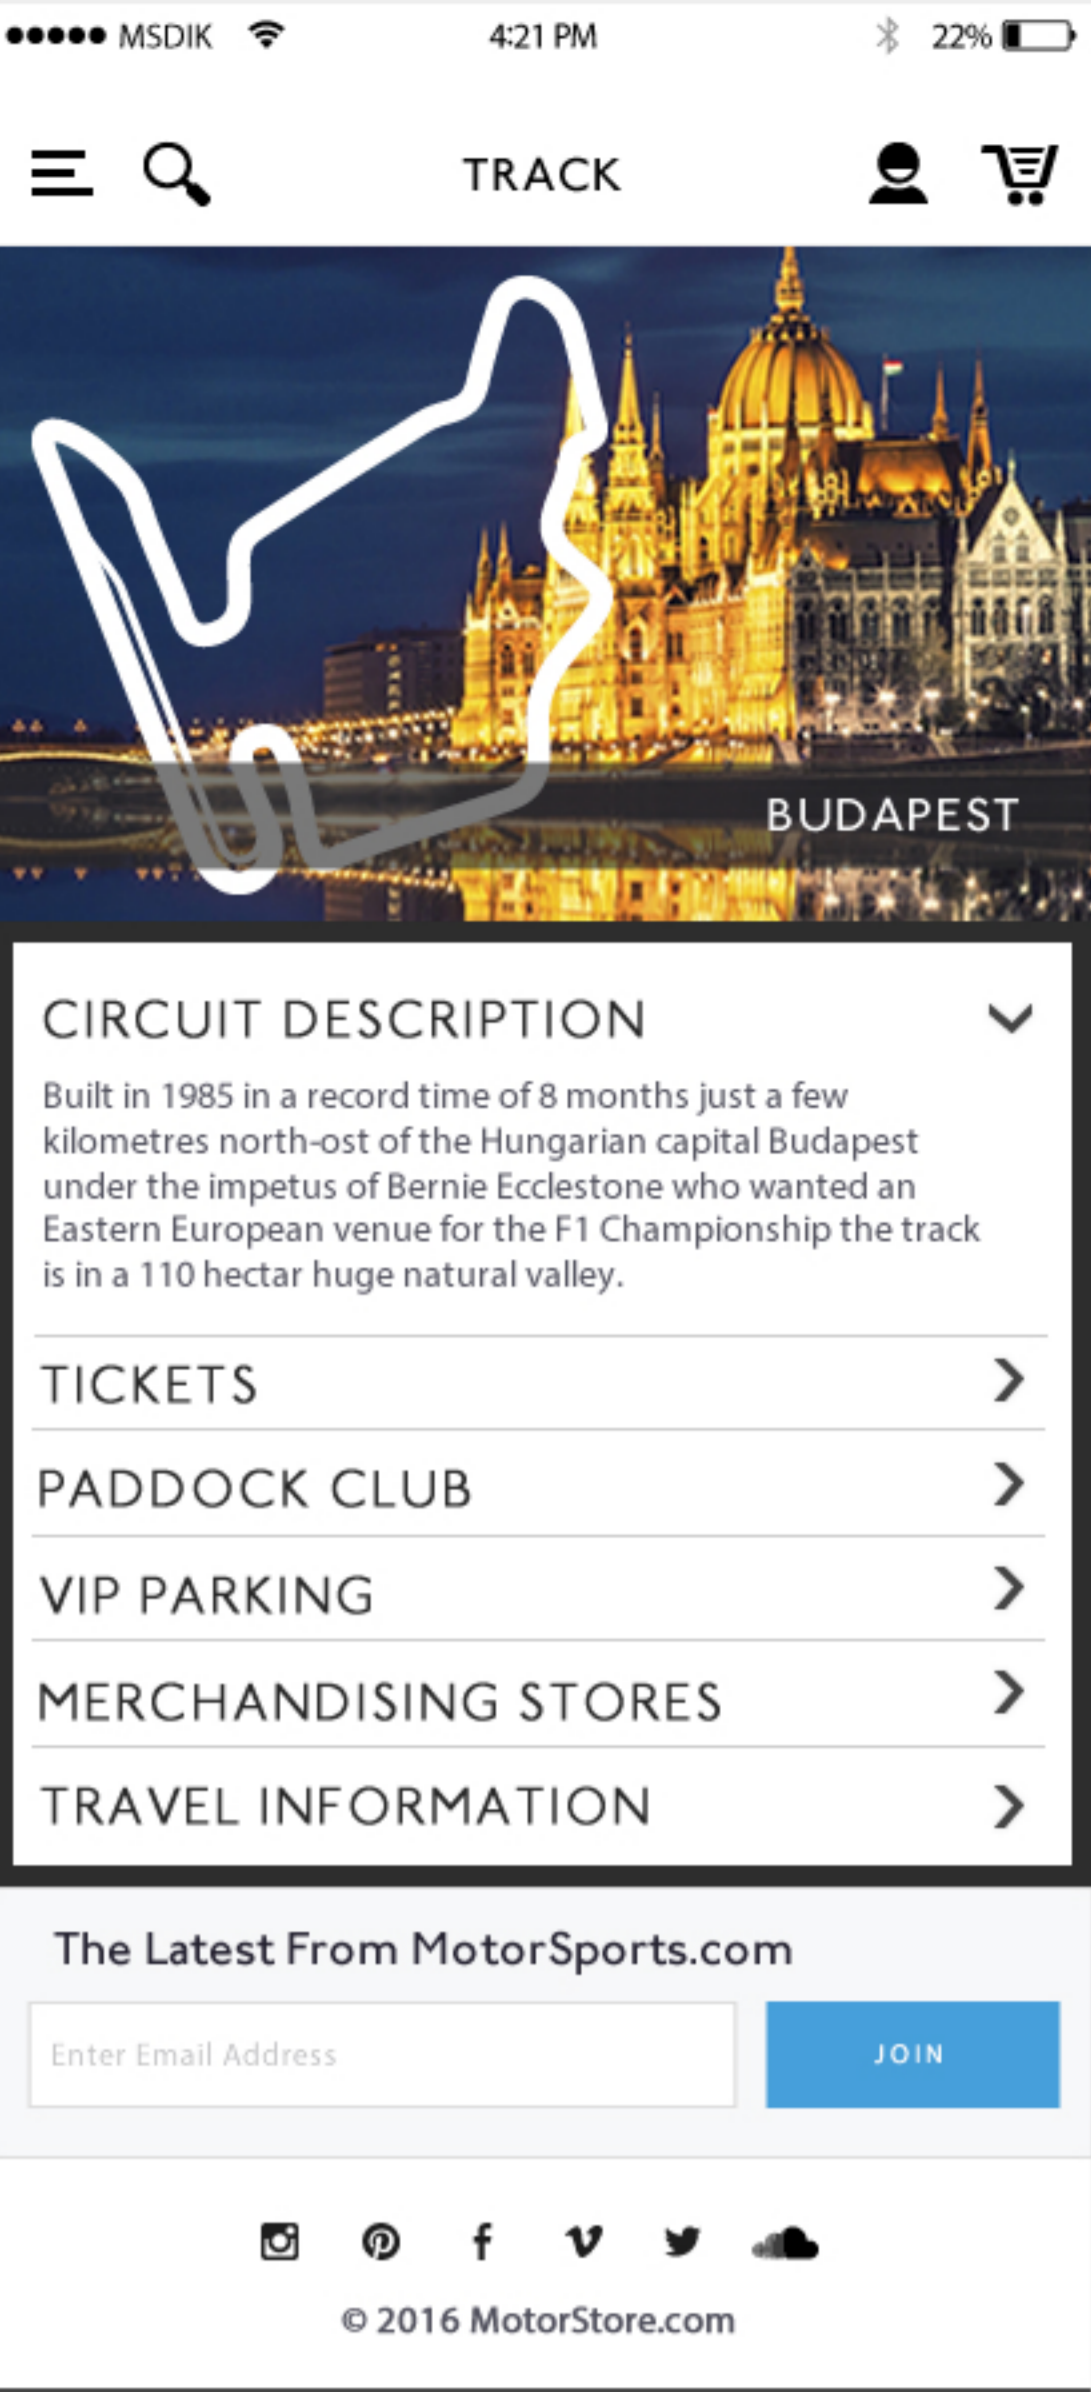 MSDIK 4:21 PM 22%
TRACK
BUDAPEST
CIRCUIT DESCRIPTION
Built in 1985 in a record time of 8 months just a few
kilometres north-ost of the Hungarian capital Budapest
under the impetus of Bernie Ecclestone who wanted an
Eastern European venue for the F1 Championship the track
is in a 110 hectar huge natural valley.
TICKETS
PADDOCK CLUB
VIP PARKING
MERCHANDISING STORES
TRAVEL INFORMATION
The Latest From MotorSports.com
Enter Email Address
JOIN
© 2016 MotorStore.com